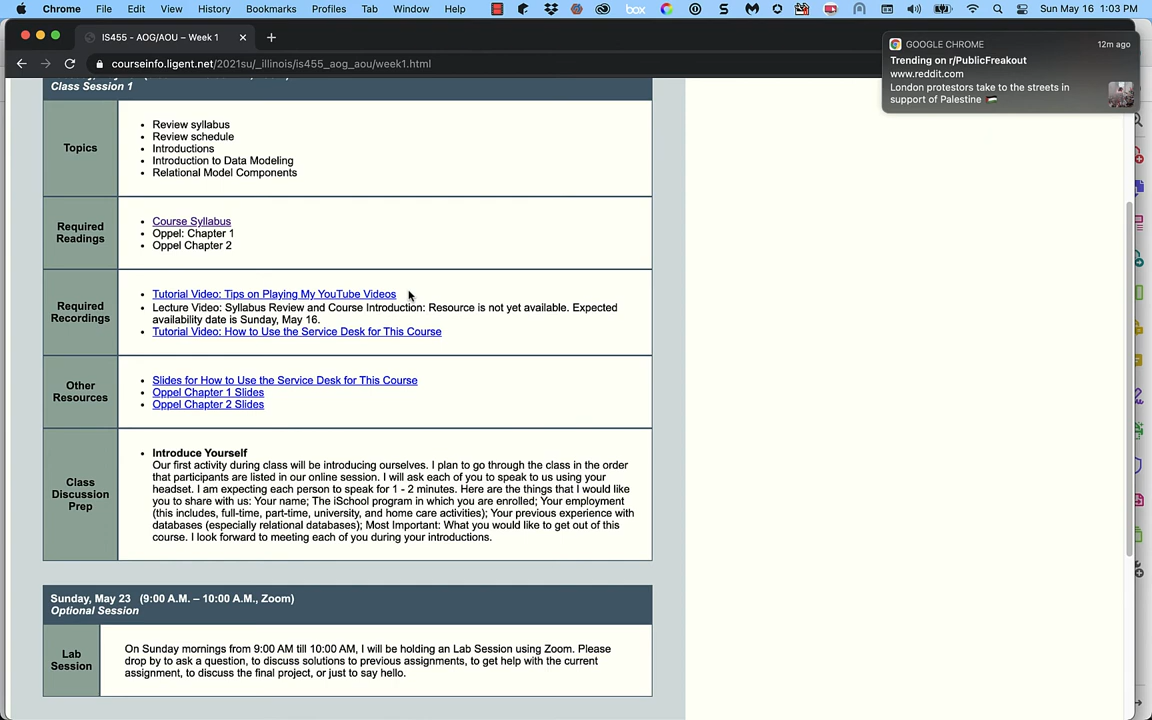 Chrome File Edit View History Bookmarks Profiles Tab Window Help box Sun May 16 1:03 PM
IS455 - AOG/AOU – Week 1
courseinfo.ligent.net/2021su/_illinois/is455_aog_aou/week1.html
GOOGLE CHROME 12m ago
Trending on r/PublicFreakout
www.reddit.com
London protestors take to the streets in
support of Palestine
Class Session 1
Topics
• Review syllabus
• Review schedule
• Introductions
• Introduction to Data Modeling
• Relational Model Components
Required
Readings
• Course Syllabus
• Oppel: Chapter 1
• Oppel Chapter 2
Required
Recordings
• Tutorial Video: Tips on Playing My YouTube Videos
• Lecture Video: Syllabus Review and Course Introduction: Resource is not yet available. Expected
availability date is Sunday, May 16.
• Tutorial Video: How to Use the Service Desk for This Course
Other
Resources
• Slides for How to Use the Service Desk for This Course
• Oppel Chapter 1 Slides
• Oppel Chapter 2 Slides
Class
Discussion
Prep
• Introduce Yourself
Our first activity during class will be introducing ourselves. I plan to go through the class in the order
that participants are listed in our online session. I will ask each of you to speak to us using your
headset. I am expecting each person to speak for 1 - 2 minutes. Here are the things that I would like
you to share with us: Your name; The iSchool program in which you are enrolled; Your employment
(this includes, full-time, part-time, university, and home care activities); Your previous experience with
databases (especially relational databases); Most Important: What you would like to get out of this
course. I look forward to meeting each of you during your introductions.
Sunday, May 23 (9:00 A.M. – 10:00 A.M., Zoom)
Optional Session
Lab
Session
On Sunday mornings from 9:00 AM till 10:00 AM, I will be holding an Lab Session using Zoom. Please
drop by to ask a question, to discuss solutions to previous assignments, to get help with the current
assignment, to discuss the final project, or just to say hello.